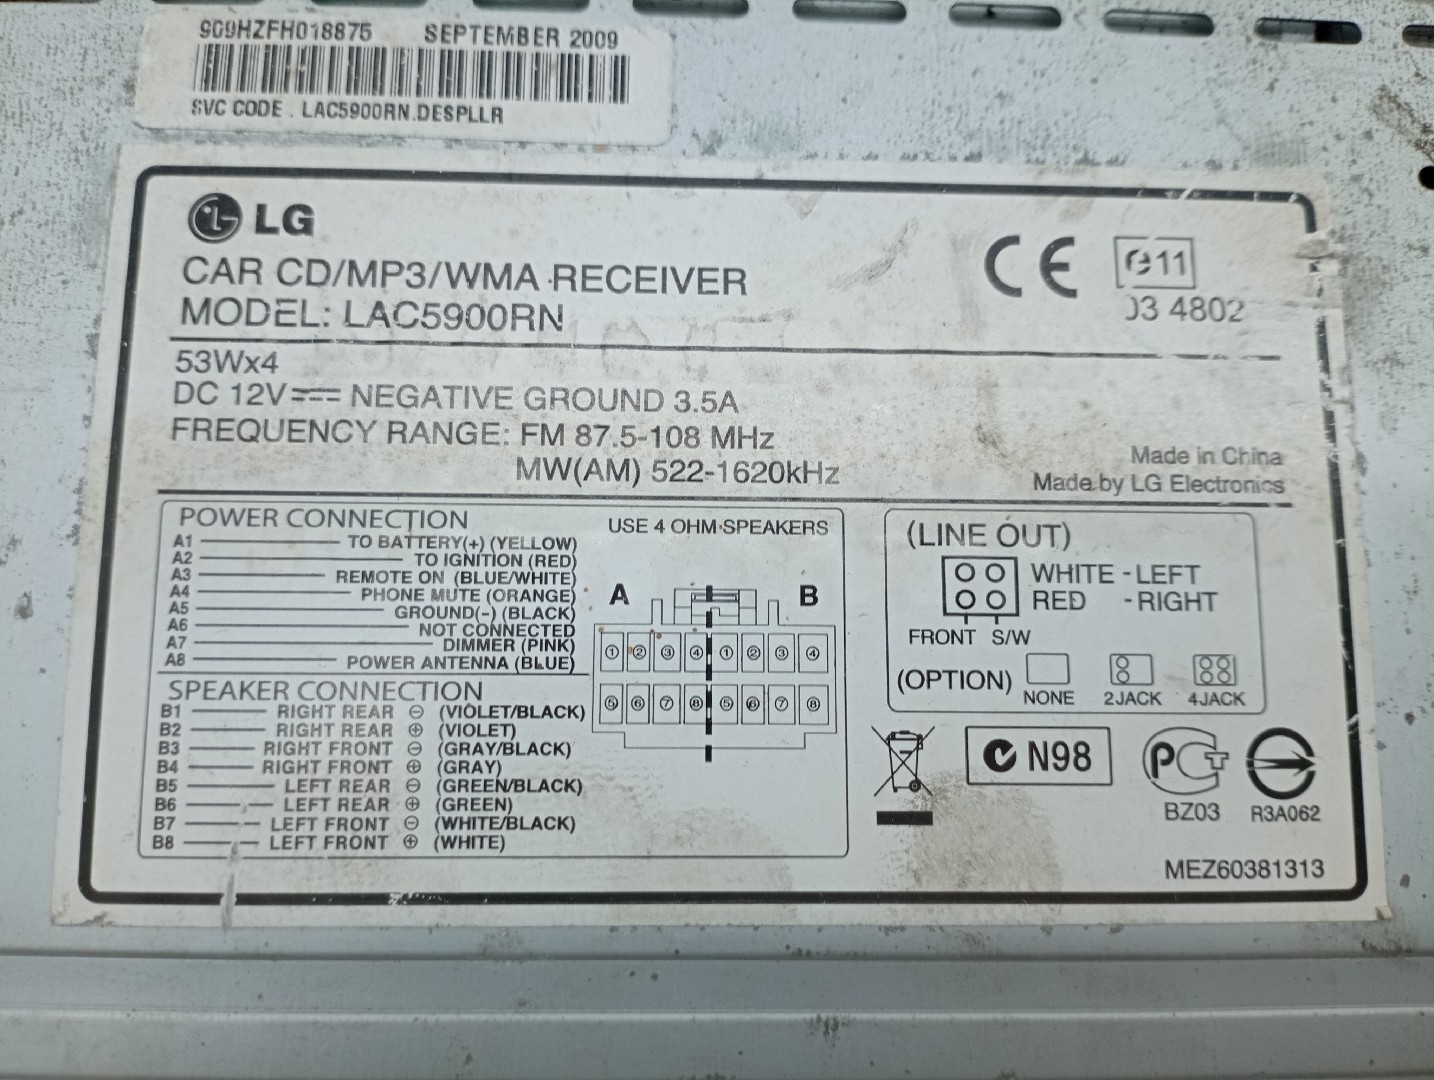 9G9HZFH018875 SEPTEMBER 2009
SVC CODE . LAC5900RN.DESPLLR
LG
CAR CD/MP3/WMA RECEIVER
MODEL: LAC5900RN
CE
e11
03 4802
53Wx4
DC 12V NEGATIVE GROUND 3.5A
FREQUENCY RANGE: FM 87.5-108 MHz
MW(AM) 522-1620kHz
Made in China
Made by LG Electronics
POWER CONNECTION
A1 TO BATTERY(+) (YELLOW)
A2 TO IGNITION (RED)
A3 REMOTE ON (BLUE/WHITE)
A4 PHONE MUTE (ORANGE)
A5 GROUND(-) (BLACK)
A6 NOT CONNECTED
A7 DIMMER (PINK)
A8 POWER ANTENNA (BLUE)
SPEAKER CONNECTION
B1 RIGHT REAR ⊖ (VIOLET/BLACK)
B2 RIGHT REAR ⊕ (VIOLET)
B3 RIGHT FRONT ⊖ (GRAY/BLACK)
B4 RIGHT FRONT ⊕ (GRAY)
B5 LEFT REAR ⊖ (GREEN/BLACK)
B6 LEFT REAR ⊕ (GREEN)
B7 LEFT FRONT ⊖ (WHITE/BLACK)
B8 LEFT FRONT ⊕ (WHITE)
USE 4 OHM SPEAKERS
A B
① ② ③ ④ ① ② ③ ④
⑤ ⑥ ⑦ ⑧ ⑤ ⑥ ⑦ ⑧
(LINE OUT)
WHITE - LEFT
RED - RIGHT
FRONT S/W
(OPTION)
NONE 2JACK 4JACK
N98
PCT
BZ03
R3A062
MEZ60381313